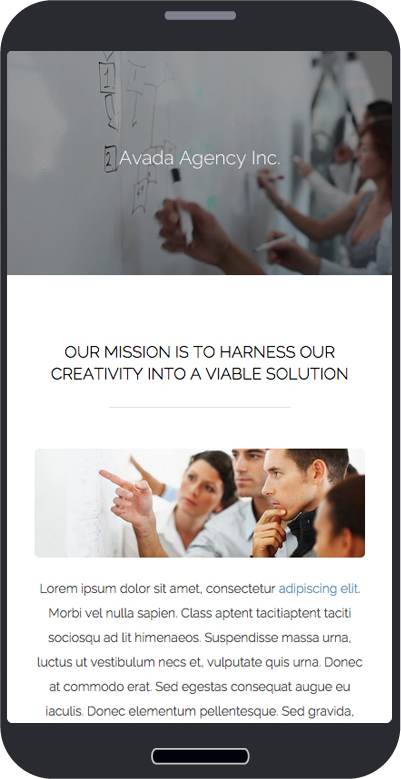 2
Avada Agency Inc.
OUR MISSION IS TO HARNESS OUR
CREATIVITY INTO A VIABLE SOLUTION
Lorem ipsum dolor sit amet, consectetur adipiscing elit.
Morbi vel nulla sapien. Class aptent tacitiaptent taciti
sociosqu ad lit himenaeos. Suspendisse massa urna,
luctus ut vestibulum necs et, vulputate quis urna. Donec
at commodo erat. Sed egestas consequat augue eu
iaculis. Donec elementum pellentesque. Sed gravida,